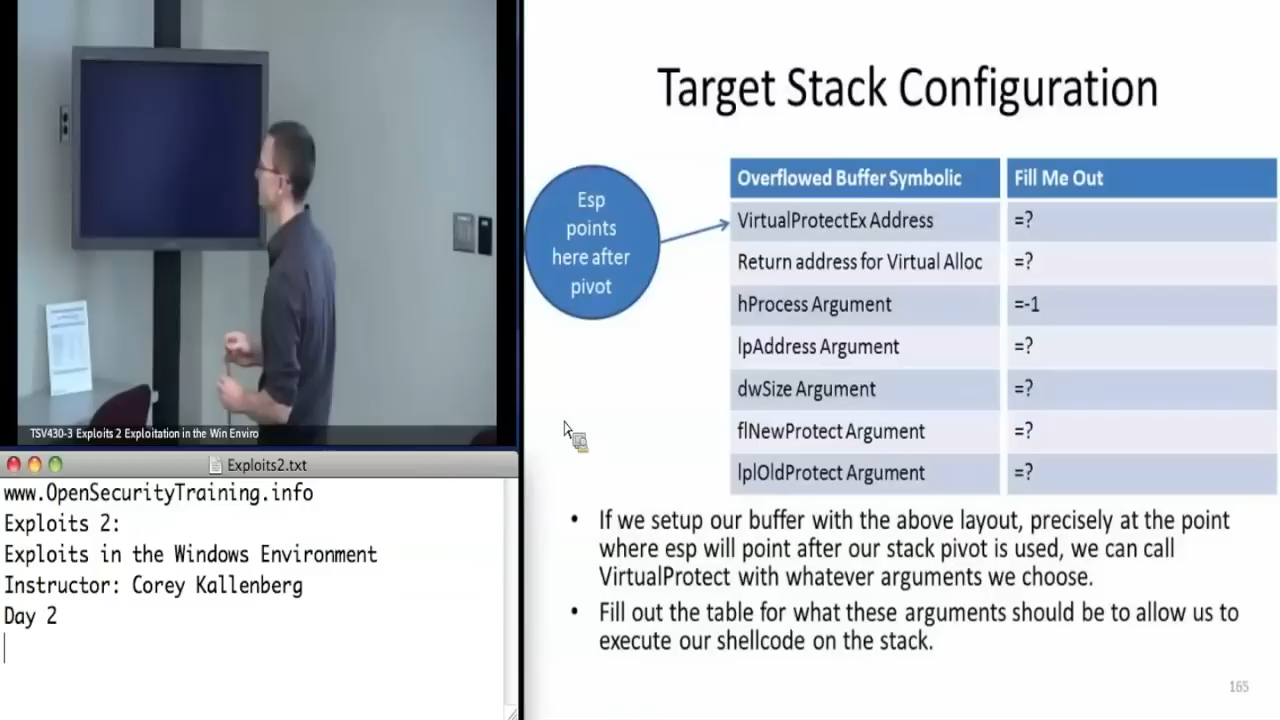 Target Stack Configuration
Esp
points
here after
pivot
Overflowed Buffer Symbolic
Fill Me Out
VirtualProtectEx Address
=?
Return address for Virtual Alloc
=?
hProcess Argument
=-1
lpAddress Argument
=?
dwSize Argument
=?
flNewProtect Argument
=?
lplOldProtect Argument
=?
• If we setup our buffer with the above layout, precisely at the point
where esp will point after our stack pivot is used, we can call
VirtualProtect with whatever arguments we choose.
• Fill out the table for what these arguments should be to allow us to
execute our shellcode on the stack.
165
TSV430-3 Exploits 2 Exploitation in the Win Enviro
Exploits2.txt
www.OpenSecurityTraining.info
Exploits 2:
Exploits in the Windows Environment
Instructor: Corey Kallenberg
Day 2